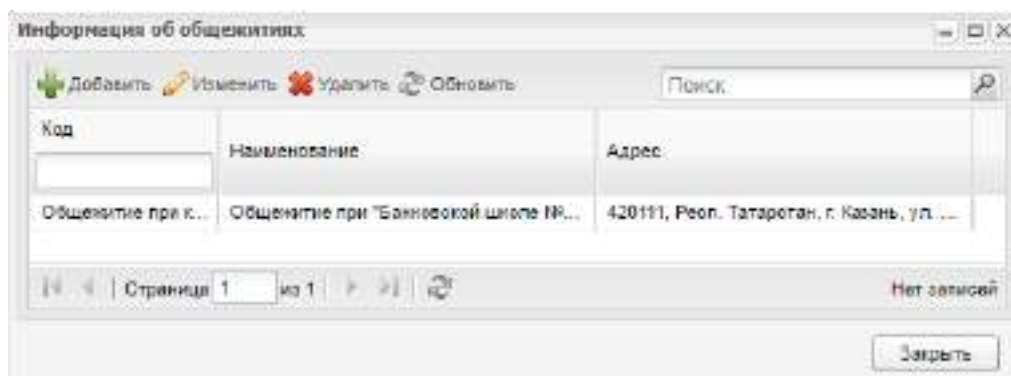 Информация об общежитиях
Добавить Изменить Удалить Обновить Поиск
Код Наименование Адрес
Общежитие при к... Общежитие при "Банковской школе №... 420111, Респ. Татарстан, г. Казань, ул. ...
Страница 1 из 1 Нет записей
Закрыть